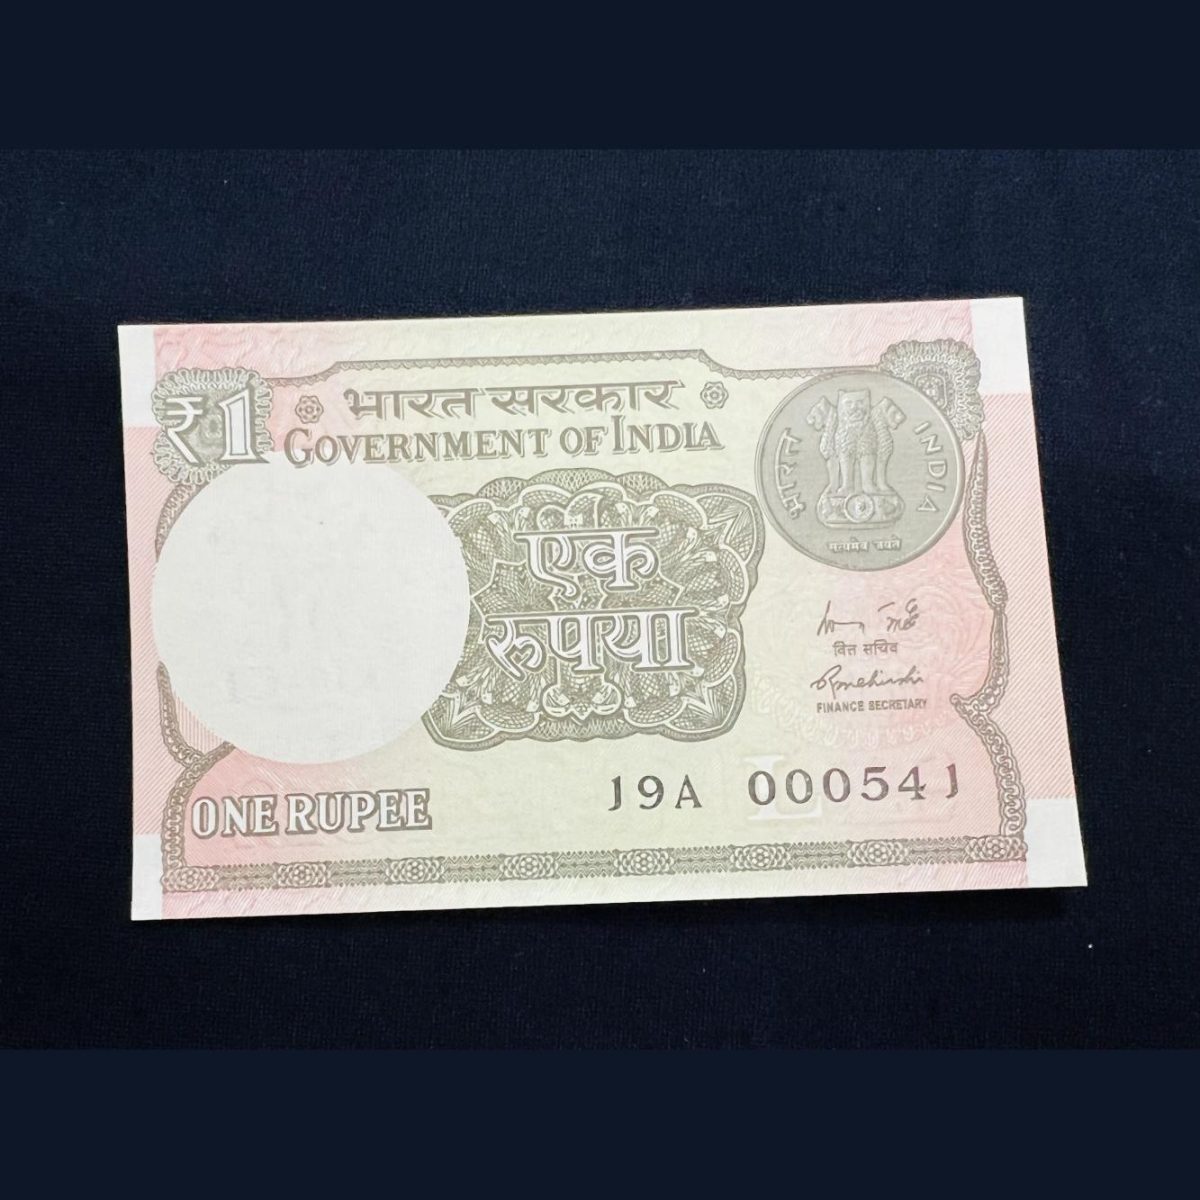 ₹1
भारत सरकार
GOVERNMENT OF INDIA
भारत INDIA
सत्यमेव जयते
एक
रुपया
वित्त सचिव
FINANCE SECRETARY
ONE RUPEE
19A 000541
L